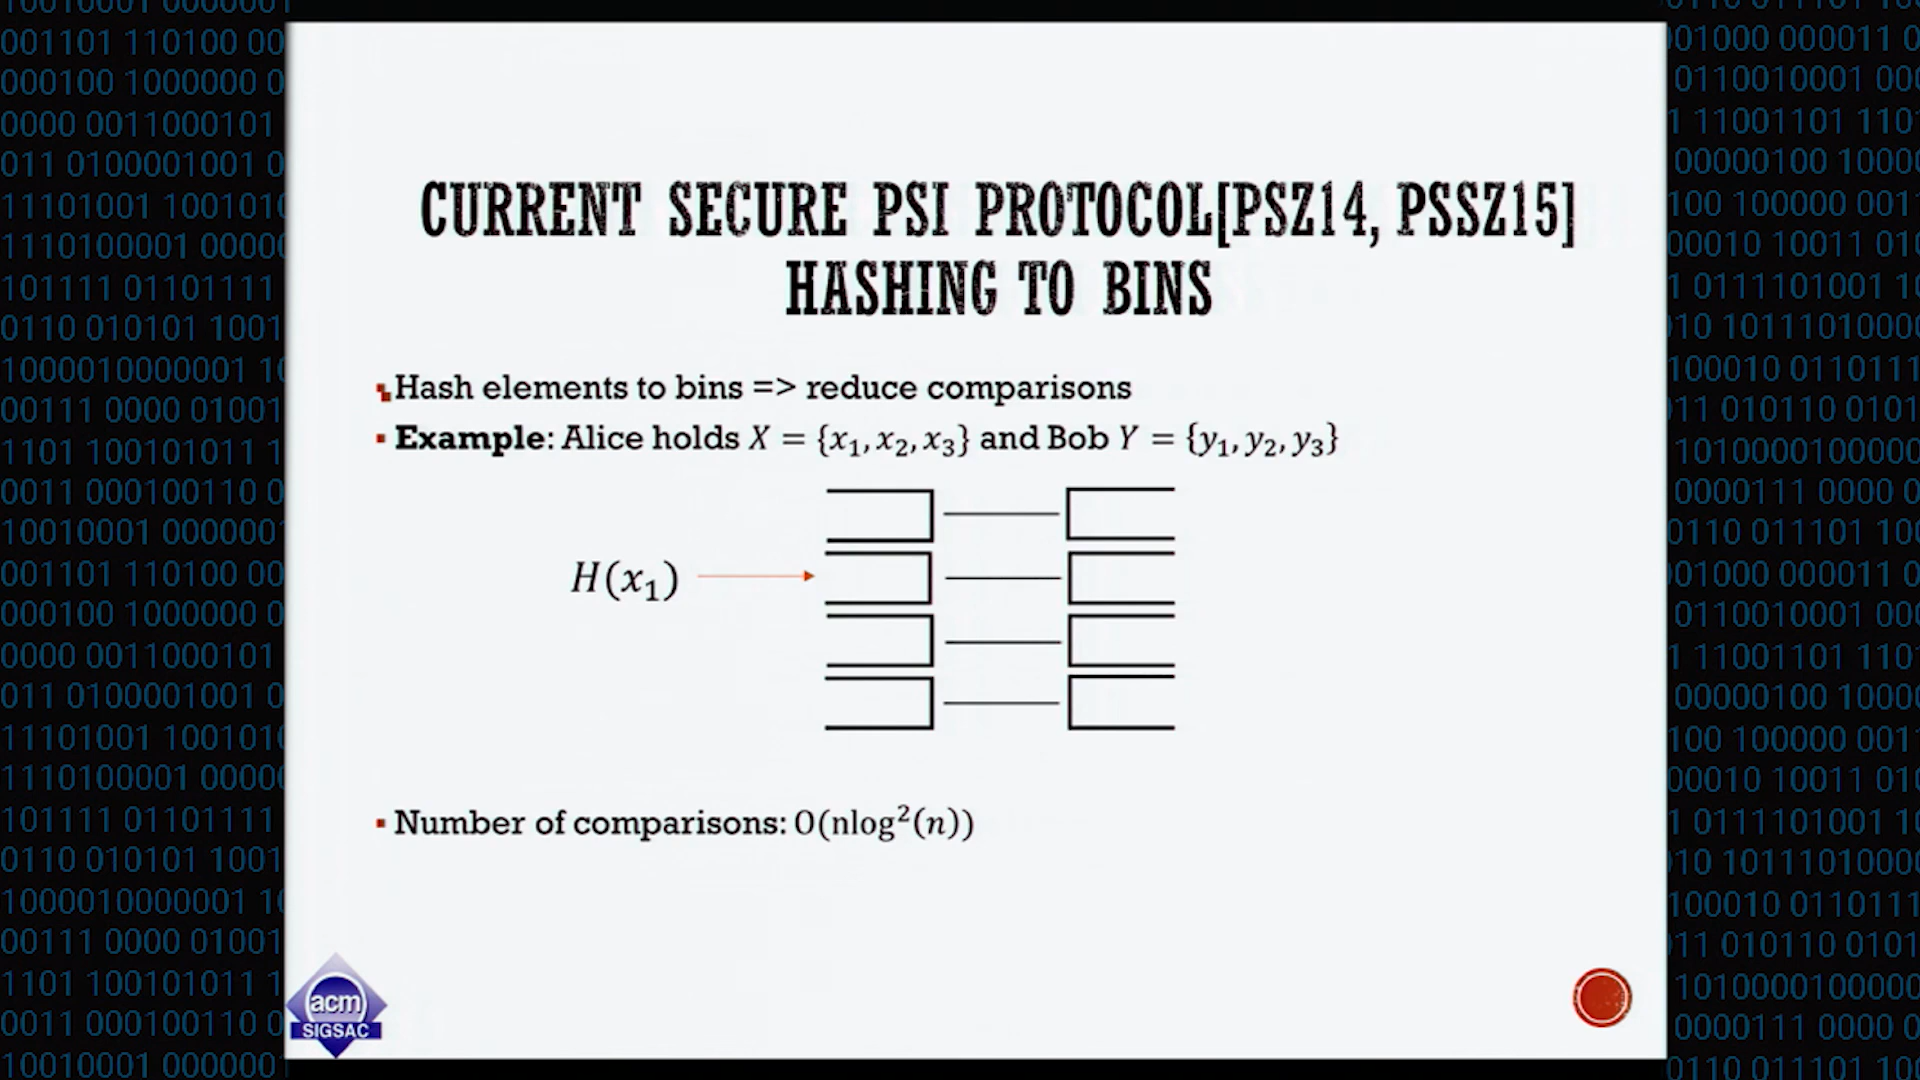 CURRENT SECURE PSI PROTOCOL[PSZ14, PSSZ15]
HASHING TO BINS
Hash elements to bins => reduce comparisons
Example: Alice holds X = {x₁, x₂, x₃} and Bob Y = {y₁, y₂, y₃}
H(x₁)
Number of comparisons: O(nlog²(n))
acm
SIGSAC